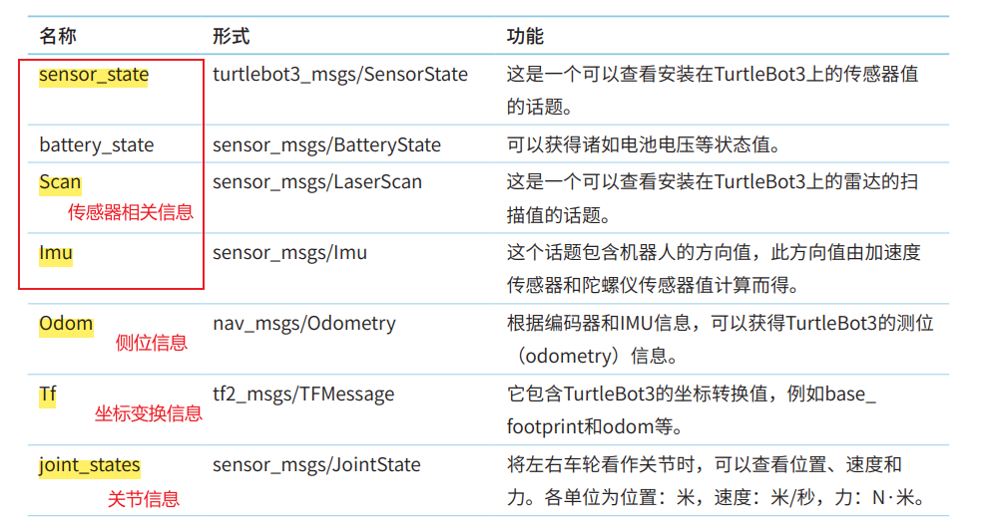 名称 形式 功能
sensor_state turtlebot3_msgs/SensorState 这是一个可以查看安装在TurtleBot3上的传感器值
的话题。
battery_state sensor_msgs/BatteryState 可以获得诸如电池电压等状态值。
Scan sensor_msgs/LaserScan 这是一个可以查看安装在TurtleBot3上的雷达的扫
传感器相关信息 描值的话题。
Imu sensor_msgs/Imu 这个话题包含机器人的方向值，此方向值由加速度
传感器和陀螺仪传感器值计算而得。
Odom nav_msgs/Odometry 根据编码器和IMU信息，可以获得TurtleBot3的测位
侧位信息 （odometry）信息。
Tf tf2_msgs/TFMessage 它包含TurtleBot3的坐标转换值，例如base_
坐标变换信息 footprint和odom等。
joint_states sensor_msgs/JointState 将左右车轮看作关节时，可以查看位置、速度和
关节信息 力。各单位为位置：米，速度：米/秒，力：N·米。